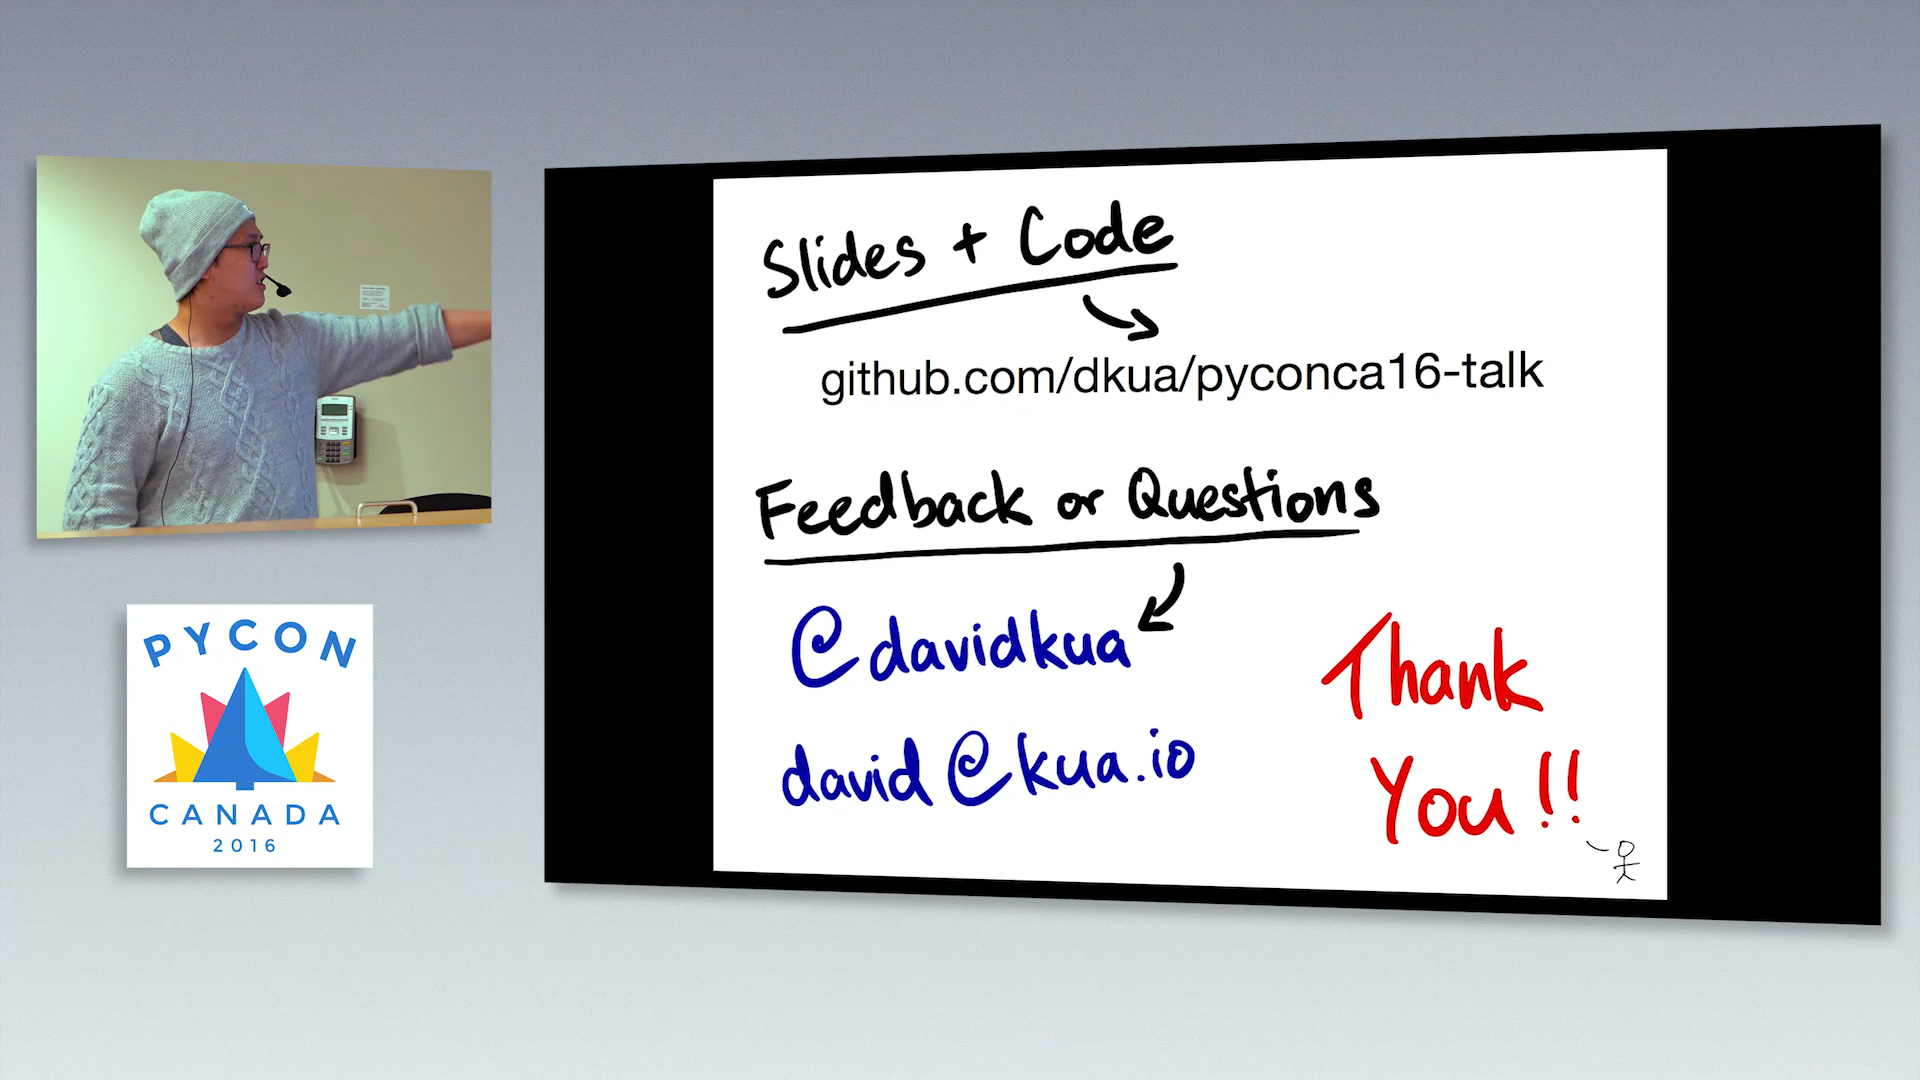 Slides + Code
github.com/dkua/pyconca16-talk
Feedback or Questions
@davidkua
david@kua.io
Thank
You!!
PYCON
CANADA
2016